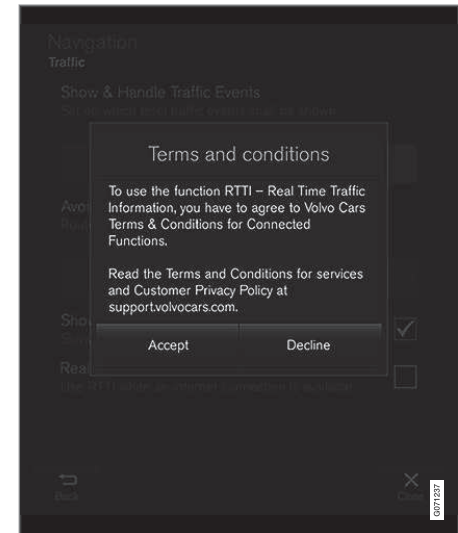 Navigation
Traffic
Show & Handle Traffic Events
Terms and conditions
To use the function RTTI – Real Time Traffic
Information, you have to agree to Volvo Cars
Terms & Conditions for Connected
Functions.
Read the Terms and Conditions for services
and Customer Privacy Policy at
support.volvocars.com.
Accept
Decline
Back
Close
G071237